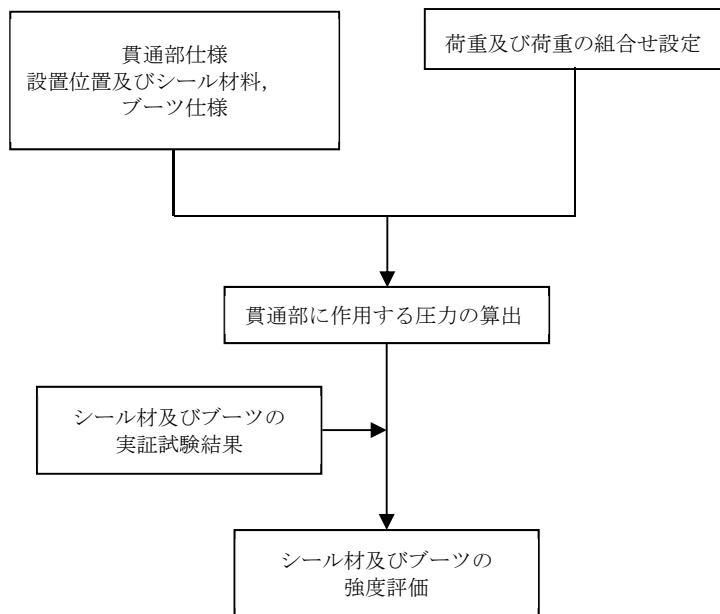 貫通部仕様
設置位置及びシール材料,
ブーツ仕様
荷重及び荷重の組合せ設定
貫通部に作用する圧力の算出
シール材及びブーツの
実証試験結果
シール材及びブーツの
強度評価